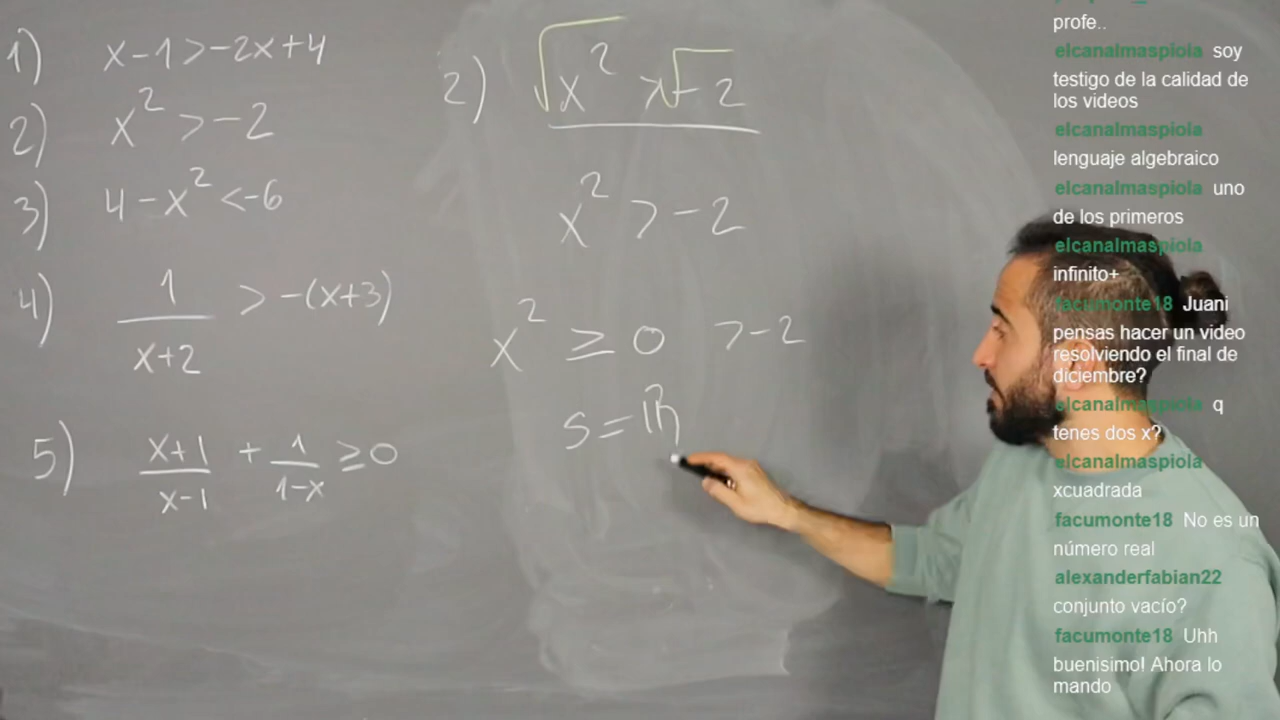 1) x-1>-2x+4
2) x² >-2
3) 4-x² <-6
4) 1/(x+2) >-(x+3)
5) (x+1)/(x-1) + 1/(1-x) ≥0
2) √x² >√-2
x² >-2
x² ≥ 0 >-2
S=ℝ
profe..
elcanalmaspiola soy
testigo de la calidad de
los videos
elcanalmaspiola
lenguaje algebraico
elcanalmaspiola uno
de los primeros
elcanalmaspiola
infinito+
facumonte18 Juani
pensas hacer un video
resolviendo el final de
diciembre?
elcanalmaspiola q
tenes dos x?
elcanalmaspiola
xcuadrada
facumonte18 No es un
número real
alexanderfabian22
conjunto vacío?
facumonte18 Uhh
buenisimo! Ahora lo
mando